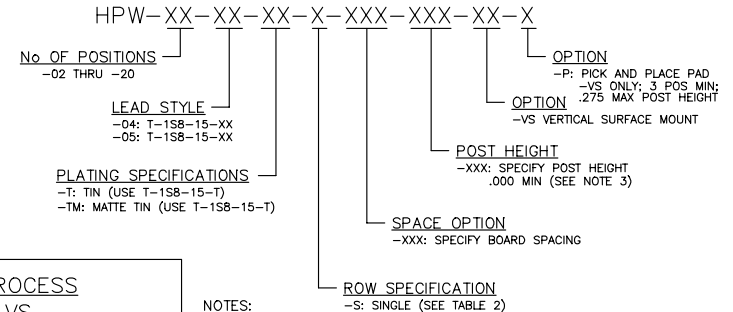 HPW-XX-XX-XX-X-XXX-XXX-XX-X
No OF POSITIONS
-02 THRU -20
LEAD STYLE
-04: T-1S8-15-XX
-05: T-1S8-15-XX
PLATING SPECIFICATIONS
-T: TIN (USE T-1S8-15-T)
-TM: MATTE TIN (USE T-1S8-15-T)
OPTION
-P: PICK AND PLACE PAD
-VS ONLY; 3 POS MIN;
.275 MAX POST HEIGHT
OPTION
-VS VERTICAL SURFACE MOUNT
POST HEIGHT
-XXX: SPECIFY POST HEIGHT
.000 MIN (SEE NOTE 3)
SPACE OPTION
-XXX: SPECIFY BOARD SPACING
ROW SPECIFICATION
-S: SINGLE (SEE TABLE 2)
ROCESS
VS
NOTES: